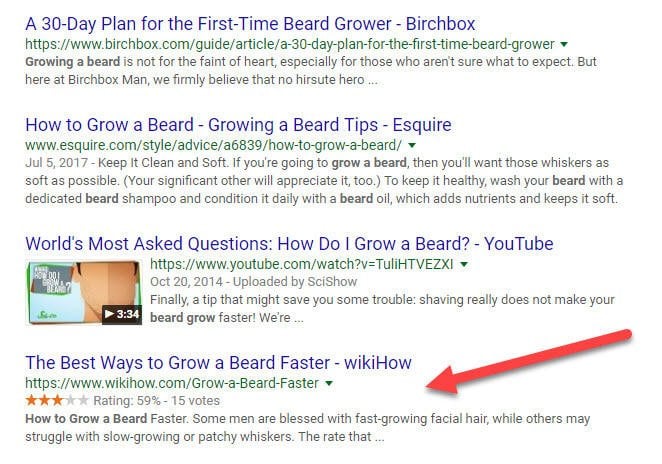 A 30-Day Plan for the First-Time Beard Grower - Birchbox
https://www.birchbox.com/guide/article/a-30-day-plan-for-the-first-time-beard-grower
Growing a beard is not for the faint of heart, especially for those who aren't sure what to expect. But
here at Birchbox Man, we firmly believe that no hirsute hero ...
How to Grow a Beard - Growing a Beard Tips - Esquire
www.esquire.com/style/advice/a6839/how-to-grow-a-beard/
Jul 5, 2017 - Keep It Clean and Soft. If you're going to grow a beard, then you'll want those whiskers as
soft as possible. (Your significant other will appreciate it, too.) To keep it healthy, wash your beard with a
dedicated beard shampoo and condition it daily with a beard oil, which adds nutrients and keeps it soft.
World's Most Asked Questions: How Do I Grow a Beard? - YouTube
HOW DO I
GROW A
BEARD?
Sci
3:34
https://www.youtube.com/watch?v=TuliHTVEZXI
Oct 20, 2014 - Uploaded by SciShow
Finally, a tip that might save you some trouble: shaving really does not make your
beard grow faster! We're ...
The Best Ways to Grow a Beard Faster - wikiHow
https://www.wikihow.com/Grow-a-Beard-Faster
Rating: 59% - 15 votes
How to Grow a Beard Faster. Some men are blessed with fast-growing facial hair, while others may
struggle with slow-growing or patchy whiskers. The rate that ...